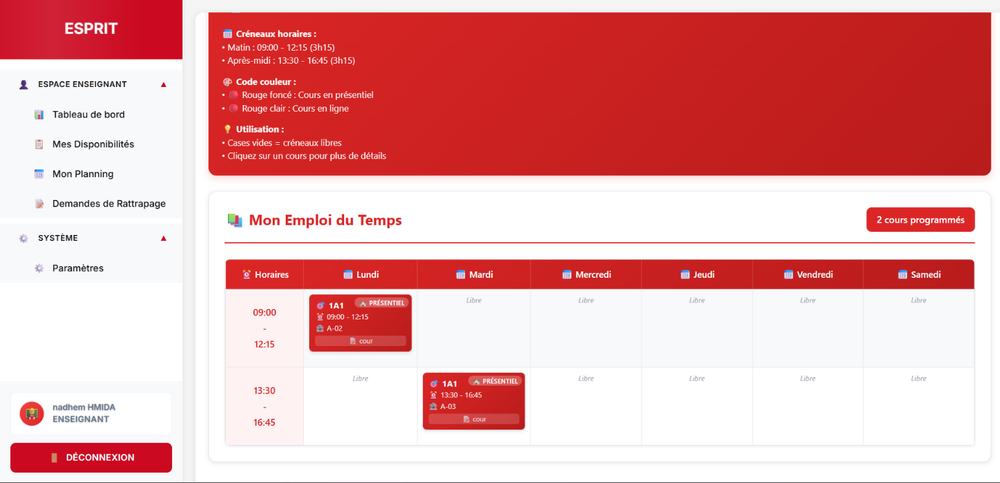 ESPRIT
ESPACE ENSEIGNANT
Tableau de bord
Mes Disponibilités
Mon Planning
Demandes de Rattrapage
SYSTÈME
Paramètres
nadhem HMIDA
ENSEIGNANT
DÉCONNEXION
Créneaux horaires :
• Matin : 09:00 - 12:15 (3h15)
• Après-midi : 13:30 - 16:45 (3h15)
Code couleur :
• Rouge foncé : Cours en présentiel
• Rouge clair : Cours en ligne
Utilisation :
• Cases vides = créneaux libres
• Cliquez sur un cours pour plus de détails
Mon Emploi du Temps
2 cours programmés
Horaires Lundi Mardi Mercredi Jeudi Vendredi Samedi
09:00
-
12:15
1A1 PRÉSENTIEL
09:00 - 12:15
A-02
cour
Libre Libre Libre Libre Libre
13:30
-
16:45
Libre
1A1 PRÉSENTIEL
13:30 - 16:45
A-03
cour
Libre Libre Libre Libre